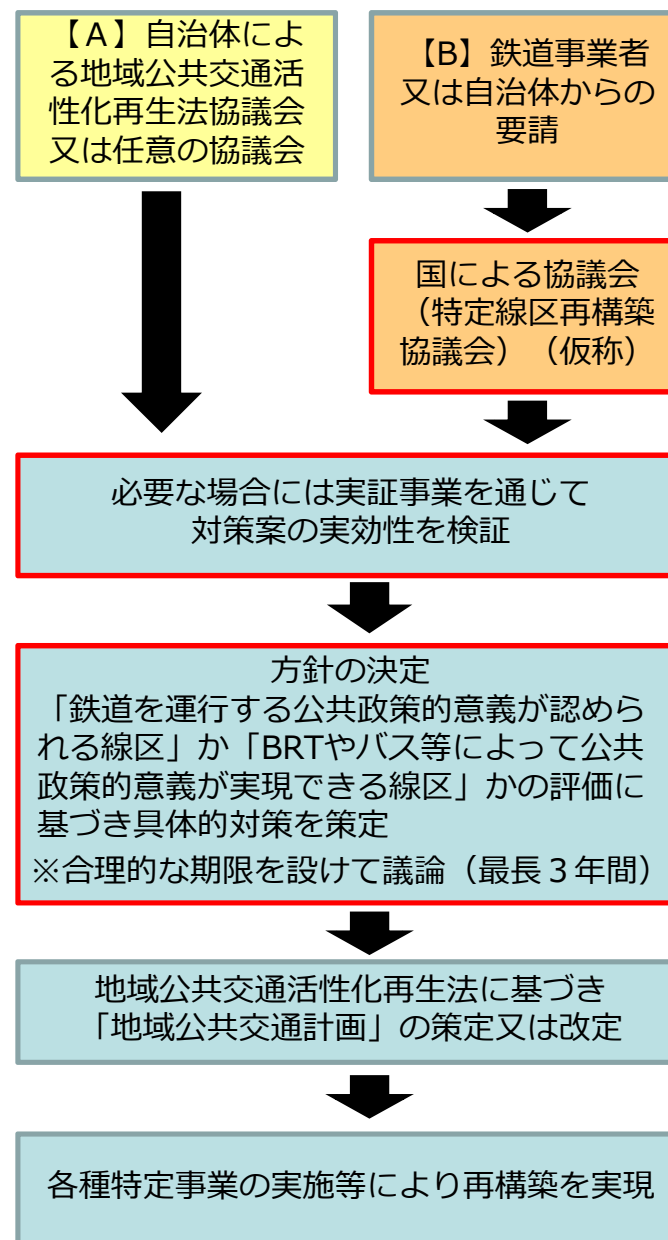 【A】自治体によ
る地域公共交通活
性化再生法協議会
又は任意の協議会
【B】鉄道事業者
又は自治体からの
要請
国による協議会
（特定線区再構築
協議会）（仮称）
必要な場合には実証事業を通じて
対策案の実効性を検証
方針の決定
「鉄道を運行する公共政策的意義が認めら
れる線区」か「BRTやバス等によって公共
政策的意義が実現できる線区」かの評価に
基づき具体的対策を策定
※合理的な期限を設けて議論（最長３年間）
地域公共交通活性化再生法に基づき
「地域公共交通計画」の策定又は改定
各種特定事業の実施等により再構築を実現